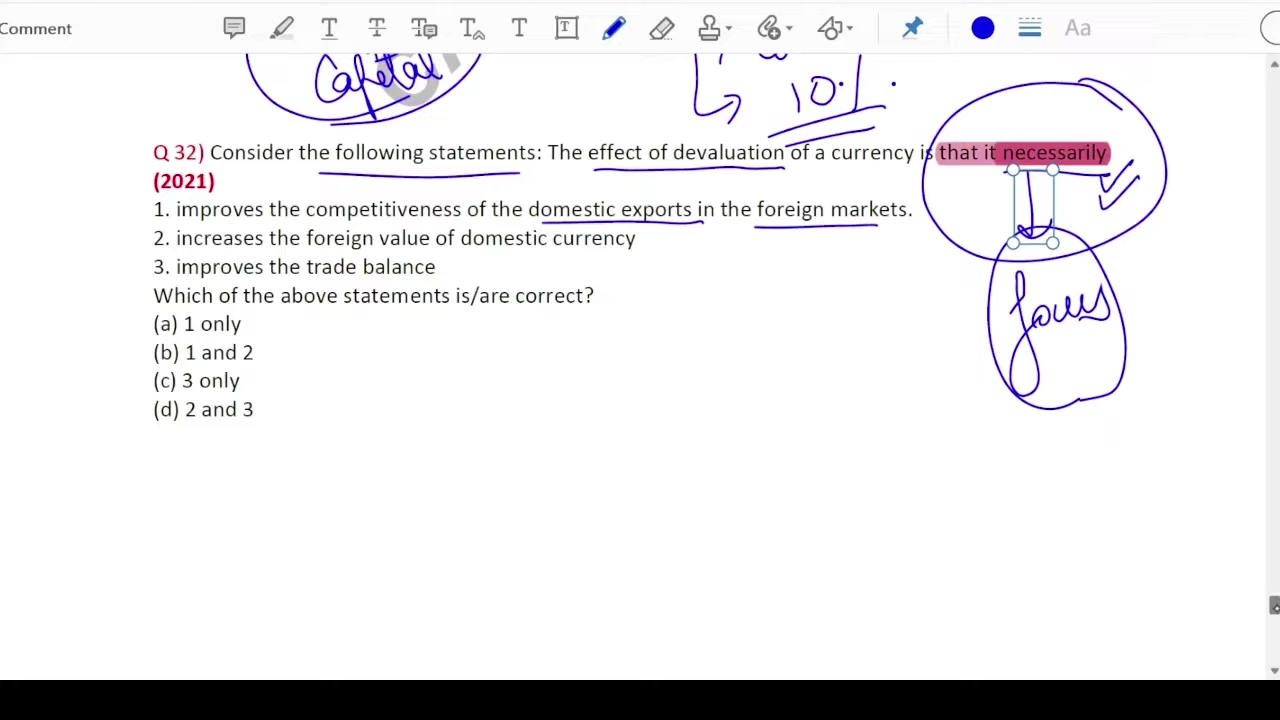 Comment
T T T T T T Aa
Capital
10%
Q 32) Consider the following statements: The effect of devaluation of a currency is that it necessarily
(2021)
1. improves the competitiveness of the domestic exports in the foreign markets.
2. increases the foreign value of domestic currency
3. improves the trade balance
Which of the above statements is/are correct?
(a) 1 only
(b) 1 and 2
(c) 3 only
(d) 2 and 3
focus